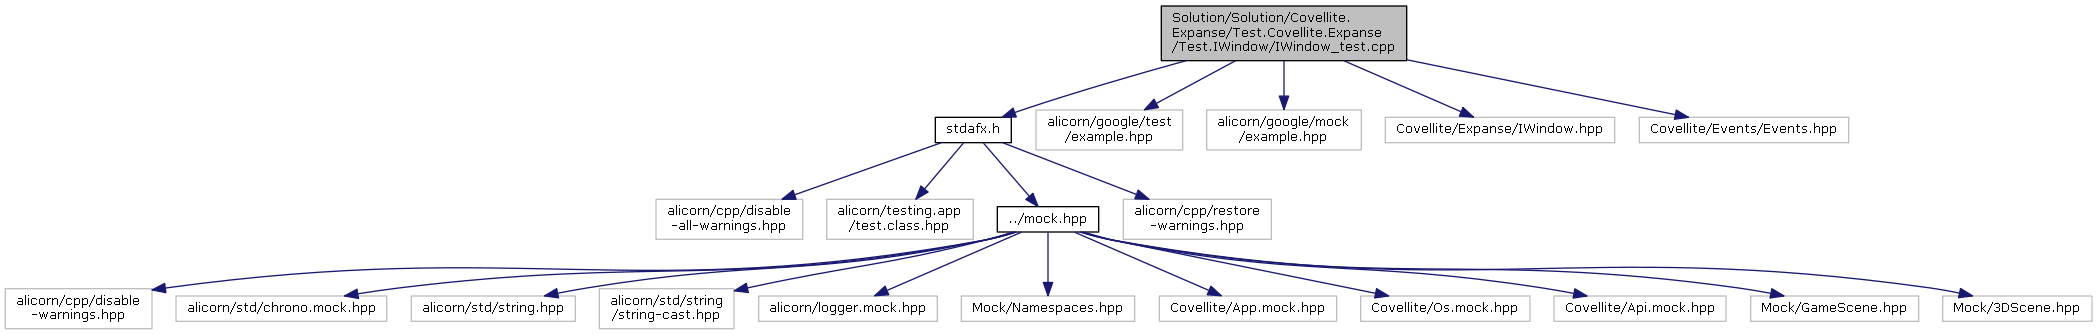 Solution/Solution/Covellite.
Expanse/Test.Covellite.Expanse
/Test.IWindow/IWindow_test.cpp
stdafx.h
alicorn/google/test
/example.hpp
alicorn/google/mock
/example.hpp
Covellite/Expanse/IWindow.hpp
Covellite/Events/Events.hpp
alicorn/cpp/disable
-all-warnings.hpp
alicorn/testing.app
/test.class.hpp
../mock.hpp
alicorn/cpp/restore
-warnings.hpp
alicorn/cpp/disable
-warnings.hpp
alicorn/std/chrono.mock.hpp
alicorn/std/string.hpp
alicorn/std/string
/string-cast.hpp
alicorn/logger.mock.hpp
Mock/Namespaces.hpp
Covellite/App.mock.hpp
Covellite/Os.mock.hpp
Covellite/Api.mock.hpp
Mock/GameScene.hpp
Mock/3DScene.hpp